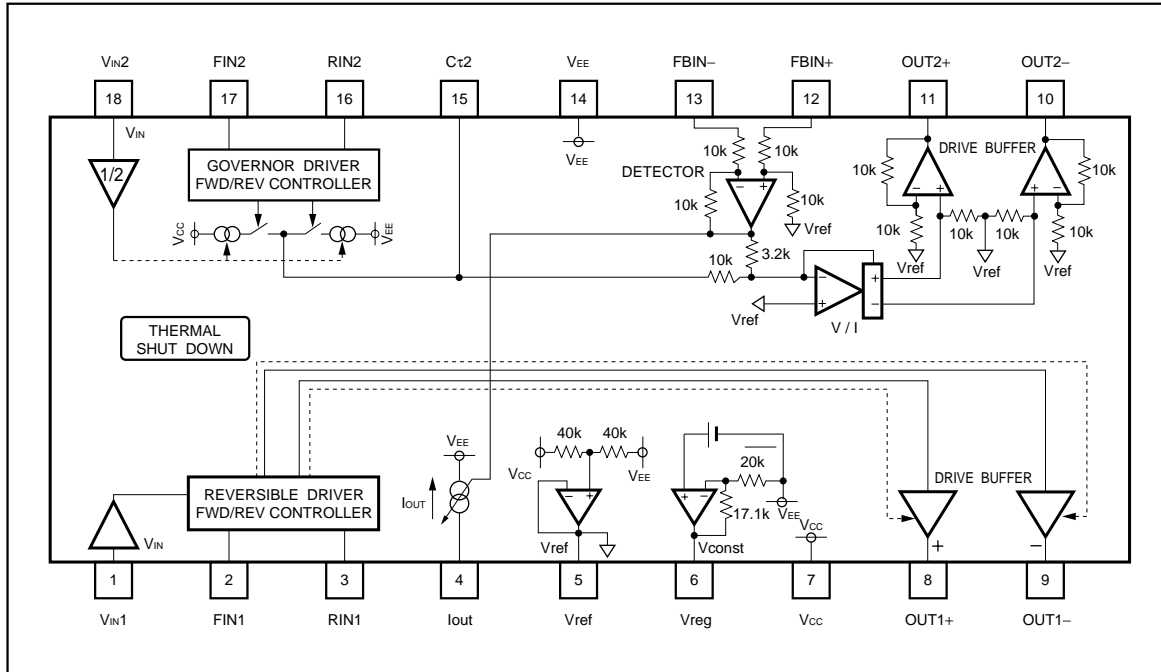 VIN2 FIN2 RIN2 Cτ2 VEE FBIN− FBIN+ OUT2+ OUT2−
18 17 16 15 14 13 12 11 10
VIN
VEE
10k 10k
DRIVE BUFFER
1/2
GOVERNOR DRIVER
FWD/REV CONTROLLER
DETECTOR
− +
10k 10k
10k 10k
− + + −
VCC VEE
Vref
10k 10k 10k 10k
Vref Vref Vref
3.2k
10k
−
+
+
−
Vref
V / I
THERMAL
SHUT DOWN
VEE
40k 40k
VCC VEE
− +
20k
+ −
17.1k
VEE
DRIVE BUFFER
REVERSIBLE DRIVER
FWD/REV CONTROLLER
IOUT
VIN
Vref
Vconst
VCC
+ −
1 2 3 4 5 6 7 8 9
VIN1 FIN1 RIN1 Iout Vref Vreg VCC OUT1+ OUT1−